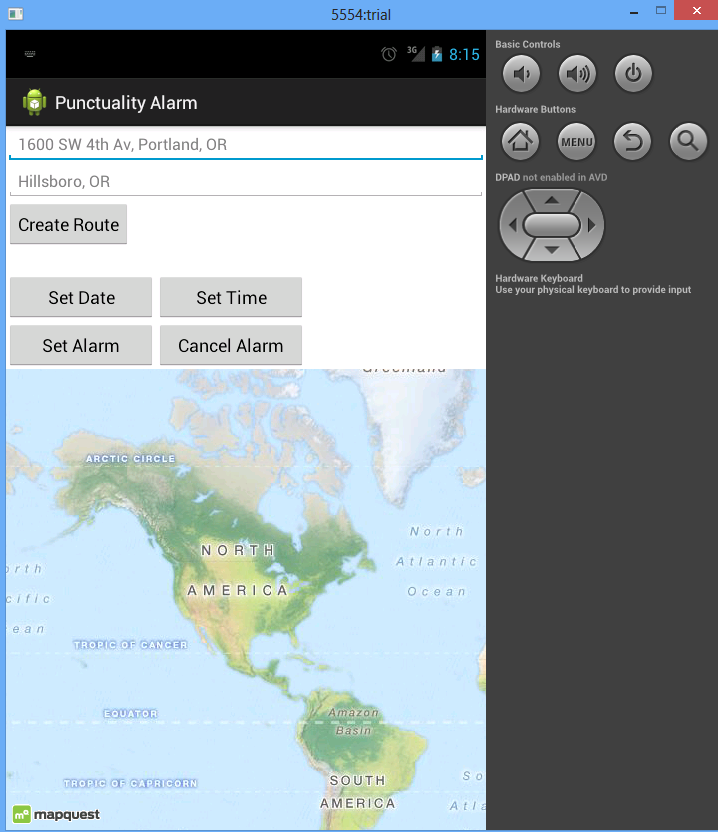 5554:trial
3G 8:15
Punctuality Alarm
1600 SW 4th Av, Portland, OR
Hillsboro, OR
Create Route
Set Date Set Time
Set Alarm Cancel Alarm
Greenland
ARCTIC CIRCLE
North
Atlantic
Ocean
NORTH
AMERICA
orth
cific
ean
TROPIC OF CANCER
EQUATOR
Amazon
Basin
TROPIC OF CAPRICORN
SOUTH
AMERICA
So
Atla
m mapquest
Basic Controls
Hardware Buttons
MENU
DPAD not enabled in AVD
Hardware Keyboard
Use your physical keyboard to provide input